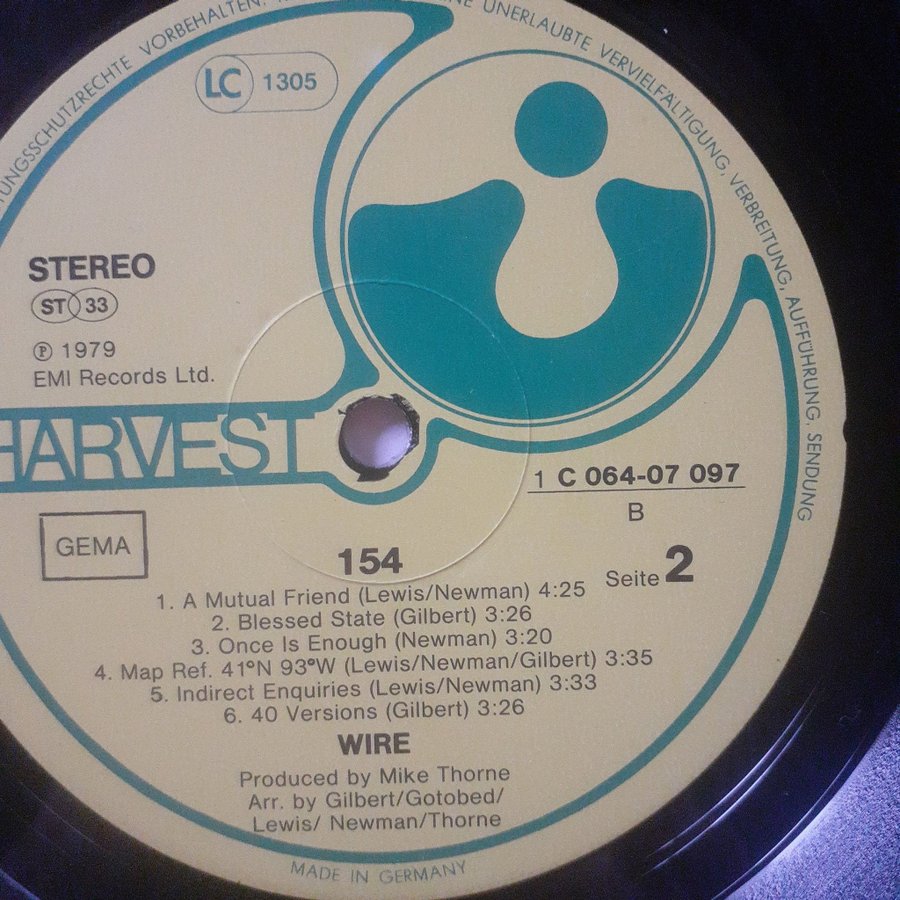 TUNGSSCHUTZRECHTE VORBEHALTEN.
UNERLAUBTE VERVIELFÄLTIGUNG, VERBREITUNG, AUFFÜHRUNG, SENDUNG
LC 1305
STEREO
ST 33
Ⓟ 1979
EMI Records Ltd.
HARVEST
1 C 064-07 097
B
GEMA
154
Seite 2
1. A Mutual Friend (Lewis/Newman) 4:25
2. Blessed State (Gilbert) 3:26
3. Once Is Enough (Newman) 3:20
4. Map Ref. 41°N 93°W (Lewis/Newman/Gilbert) 3:35
5. Indirect Enquiries (Lewis/Newman) 3:33
6. 40 Versions (Gilbert) 3:26
WIRE
Produced by Mike Thorne
Arr. by Gilbert/Gotobed/
Lewis/ Newman/Thorne
MADE IN GERMANY